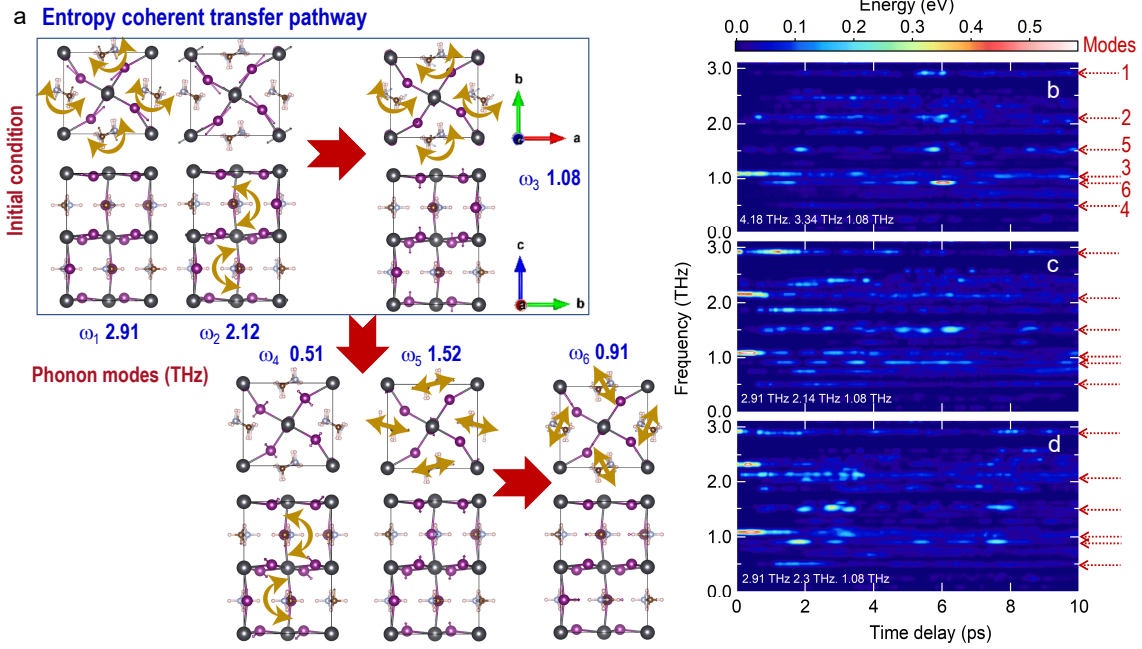 a Entropy coherent transfer pathway
Initial condition
b
a
c
ω3 1.08
c
a
b
ω1 2.91
ω2 2.12
Phonon modes (THz)
ω4 0.51
ω5 1.52
ω6 0.91
Energy (eV)
0.0 0.1 0.2 0.3 0.4 0.5
Modes
3.1
2.0
1.0
0.0
b
4.18 THz. 3.34 THz 1.08 THz
1
2
5
3
6
4
Frequency (THz)
3.1
2.0
1.0
0.0
c
2.91 THz 2.14 THz 1.08 THz
3.1
2.0
1.0
0.0
d
2.91 THz 2.3 THz. 1.08 THz
0 2 4 6 8 10
Time delay (ps)